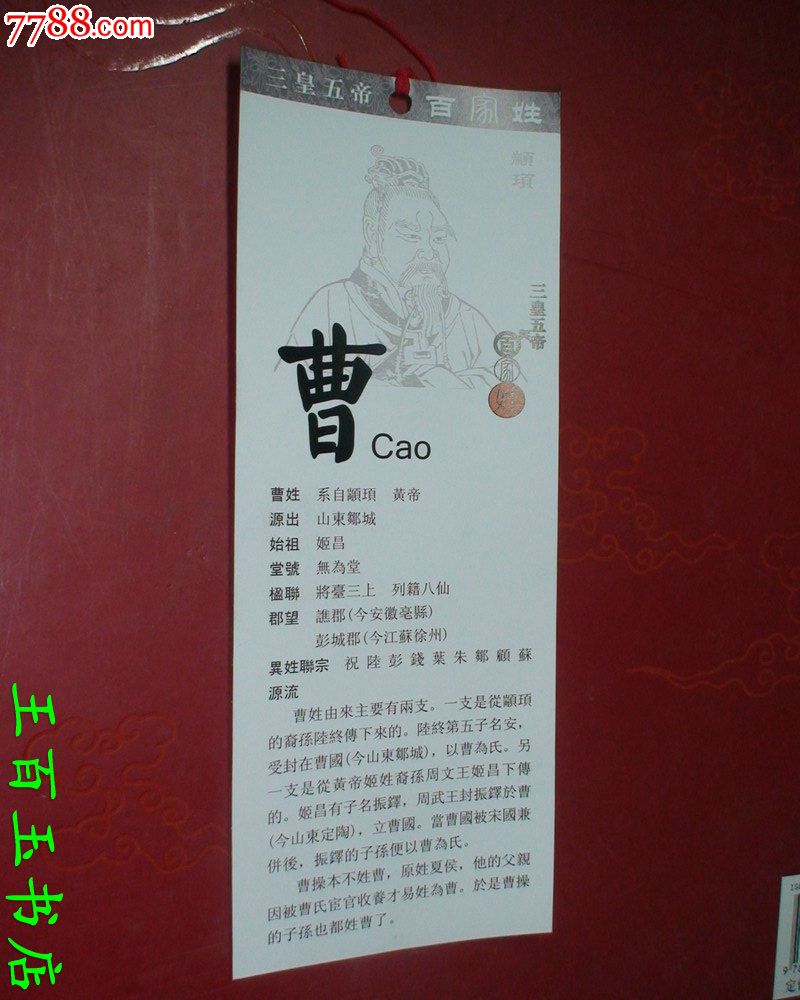 7788.com
三皇五帝 百家姓
顓
頊
三皇五帝
百
家
曹
Cao
曹姓 系自顓頊 黃帝
源出 山東鄒城
始祖 姬昌
堂號 無為堂
楹聯 將臺三上 列籍八仙
郡望 譙郡(今安徽亳縣)
彭城郡(今江蘇徐州)
異姓聯宗 祝陸彭錢葉朱鄒顧蘇
源流
曹姓由來主要有兩支。一支是從顓頊
的裔孫陸終傳下來的。陸終第五子名安，
受封在曹國(今山東鄒城)，以曹為氏。另
一支是從黃帝姬姓裔孫周文王姬昌下傳
的。姬昌有子名振鐸，周武王封振鐸於曹
(今山東定陶)，立曹國。當曹國被宋國兼
併後，振鐸的子孫便以曹為氏。
曹操本不姓曹，原姓夏侯，他的父親
因被曹氏宦官收養才易姓為曹。於是曹操
的子孫也都姓曹了。
王百玉书店